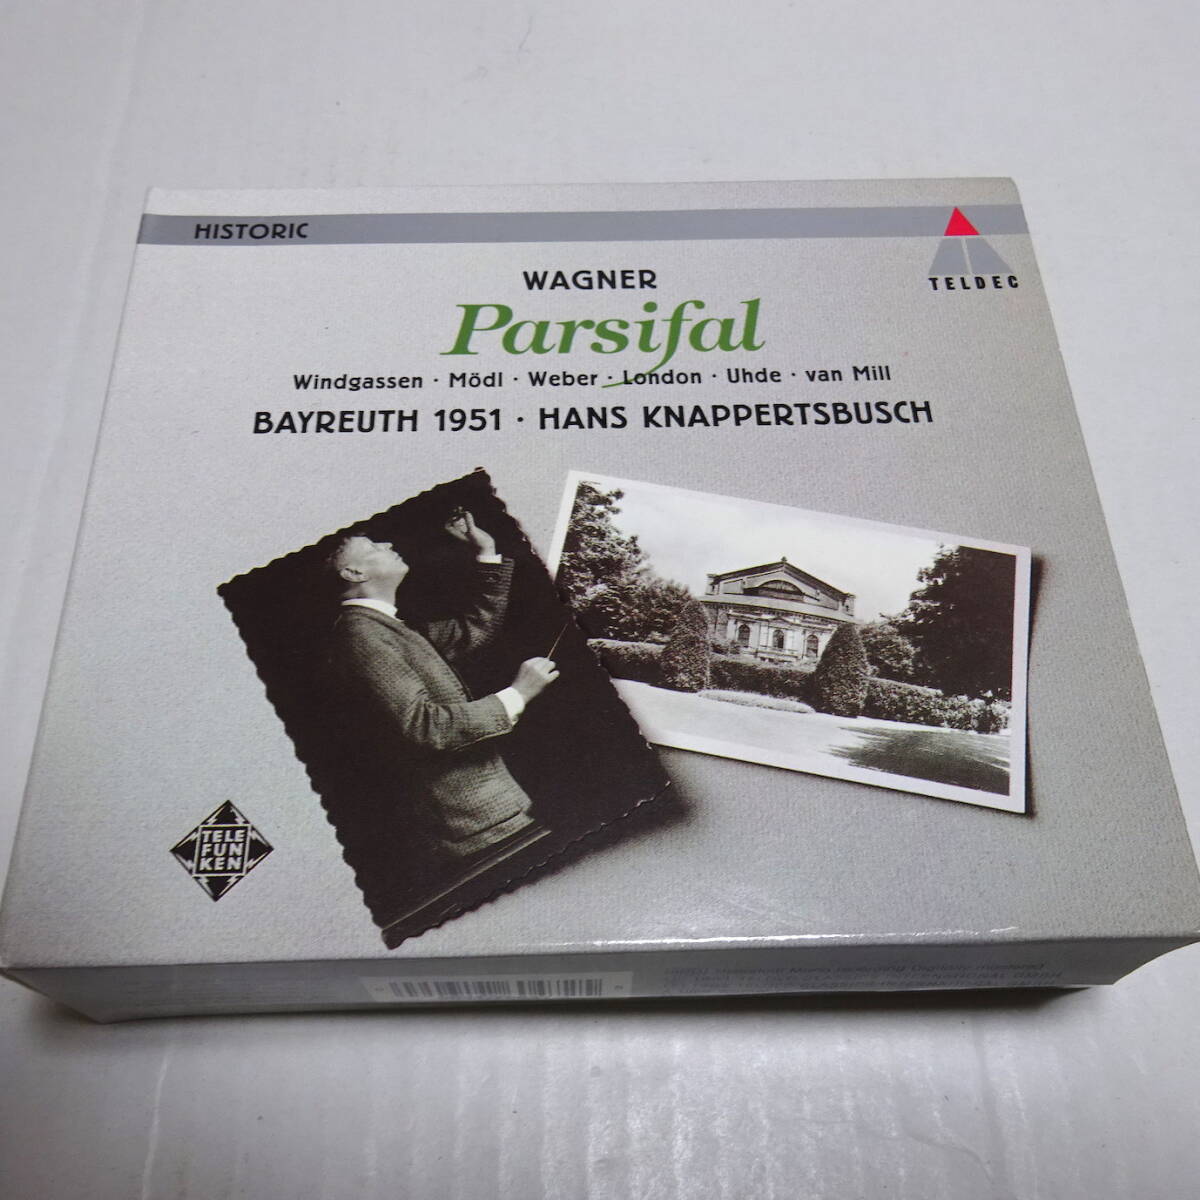 HISTORIC
TELDEC
WAGNER
Parsifal
Windgassen · Mödl · Weber · London · Uhde · van Mill
BAYREUTH 1951 · HANS KNAPPERTSBUSCH
TELE
FUN
KEN